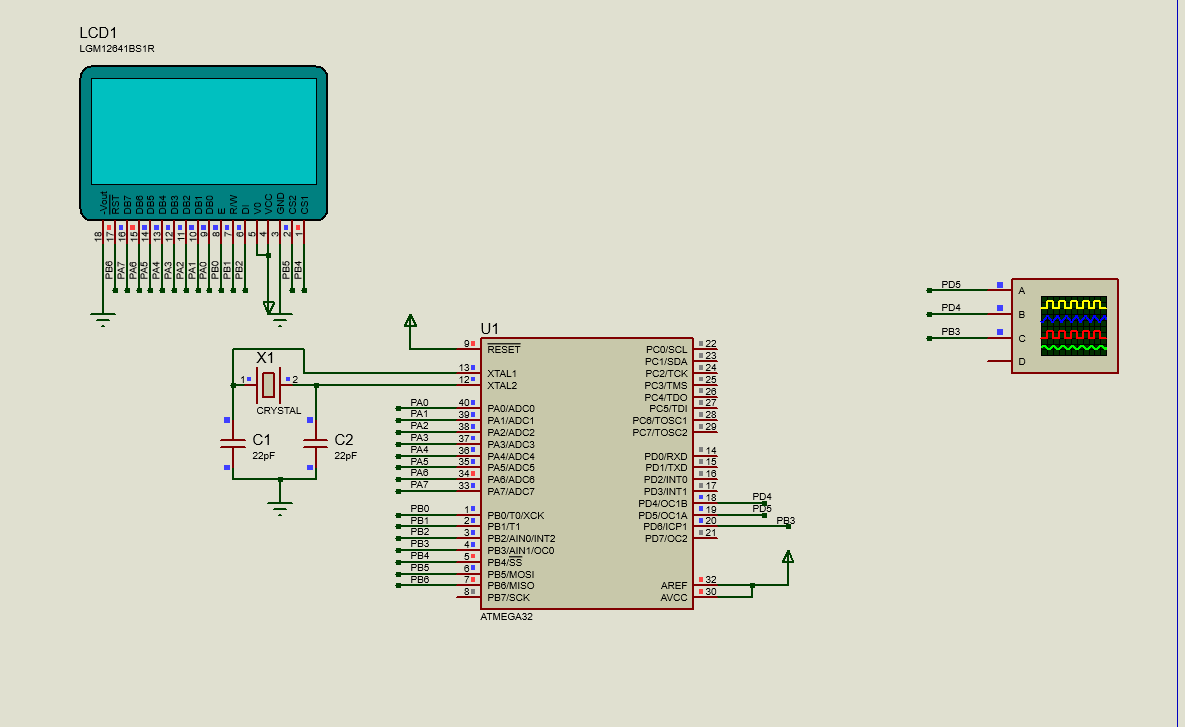 LCD1
LGM12641BS1R
-Vout
RST
DB7
DB6
DB5
DB4
DB3
DB2
DB1
DB0
E
R/W
DI
V0
VCC
GND
CS2
CS1
18
17
16
15
14
13
12
11
10
9
8
7
6
5
4
3
2
1
PB6
PA7
PA6
PA5
PA4
PA3
PA2
PA1
PA0
PB0
PB1
PB2
PB5
PB4
X1
1
2
CRYSTAL
C1
22pF
C2
22pF
U1
9 RESET
13 XTAL1
12 XTAL2
PA0 40 PA0/ADC0
PA1 39 PA1/ADC1
PA2 38 PA2/ADC2
PA3 37 PA3/ADC3
PA4 36 PA4/ADC4
PA5 35 PA5/ADC5
PA6 34 PA6/ADC6
PA7 33 PA7/ADC7
PB0 1 PB0/T0/XCK
PB1 2 PB1/T1
PB2 3 PB2/AIN0/INT2
PB3 4 PB3/AIN1/OC0
PB4 5 PB4/SS
PB5 6 PB5/MOSI
PB6 7 PB6/MISO
8 PB7/SCK
PC0/SCL 22
PC1/SDA 23
PC2/TCK 24
PC3/TMS 25
PC4/TDO 26
PC5/TDI 27
PC6/TOSC1 28
PC7/TOSC2 29
PD0/RXD 14
PD1/TXD 15
PD2/INT0 16
PD3/INT1 17
PD4/OC1B 18 PD4
PD5/OC1A 19 PD5
PD6/ICP1 20 PB3
PD7/OC2 21
AREF 32
AVCC 30
ATMEGA32
PD5 A
PD4 B
PB3 C
D